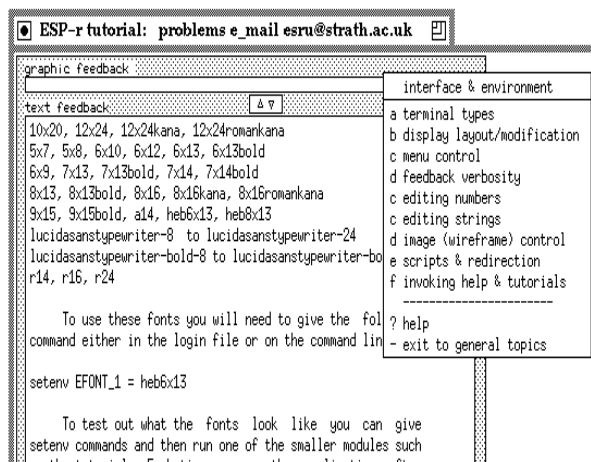 ESP-r tutorial: problems e_mail esru@strath.ac.uk
graphic feedback
text feedback
10x20, 12x24, 12x24kana, 12x24romankana
5x7, 5x8, 6x10, 6x12, 6x13, 6x13bold
6x9, 7x13, 7x13bold, 7x14, 7x14bold
8x13, 8x13bold, 8x16, 8x16kana, 8x16romankana
9x15, 9x15bold, a14, heb6x13, heb8x13
lucidasanstypewriter-8 to lucidasanstypewriter-24
lucidasanstypewriter-bold-8 to lucidasanstypewriter-bo
r14, r16, r24
To use these fonts you will need to give the fol
command either in the login file or on the command lin
setenv EFONT_1 = heb6x13
To test out what the fonts look like you can give
setenv commands and then run one of the smaller modules such
interface & environment
a terminal types
b display layout/modification
c menu control
d feedback verbosity
c editing numbers
c editing strings
d image (wireframe) control
e scripts & redirection
f invoking help & tutorials
? help
- exit to general topics